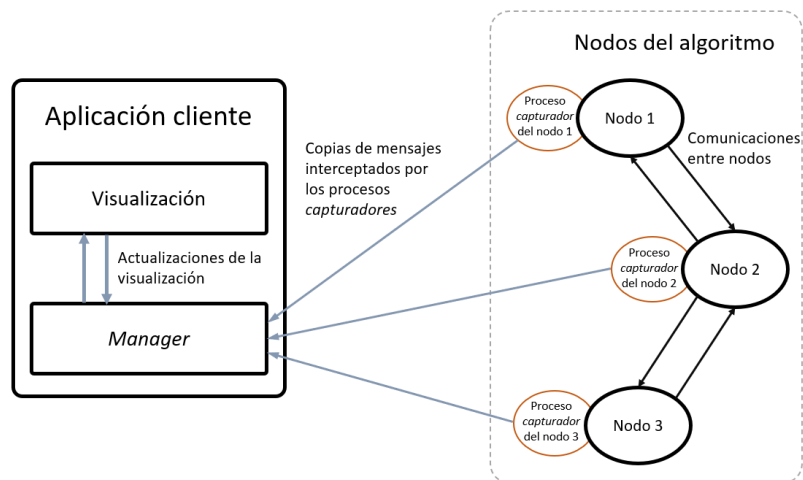 Nodos del algoritmo
Aplicación cliente
Visualización
Actualizaciones de la
visualización
Manager
Copias de mensajes
interceptados por
los procesos
capturadores
Proceso
capturador
del nodo 1
Nodo 1
Comunicaciones
entre nodos
Proceso
capturador
del nodo 2
Nodo 2
Proceso
capturador
del nodo 3
Nodo 3